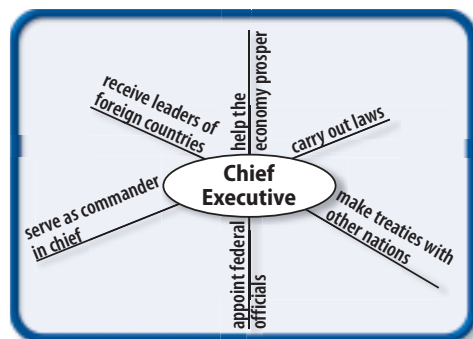 receive leaders of
foreign countries
help the
economy prosper
carry out laws
Chief
Executive
serve as commander
in chief
make treaties with
other nations
appoint federal
officials